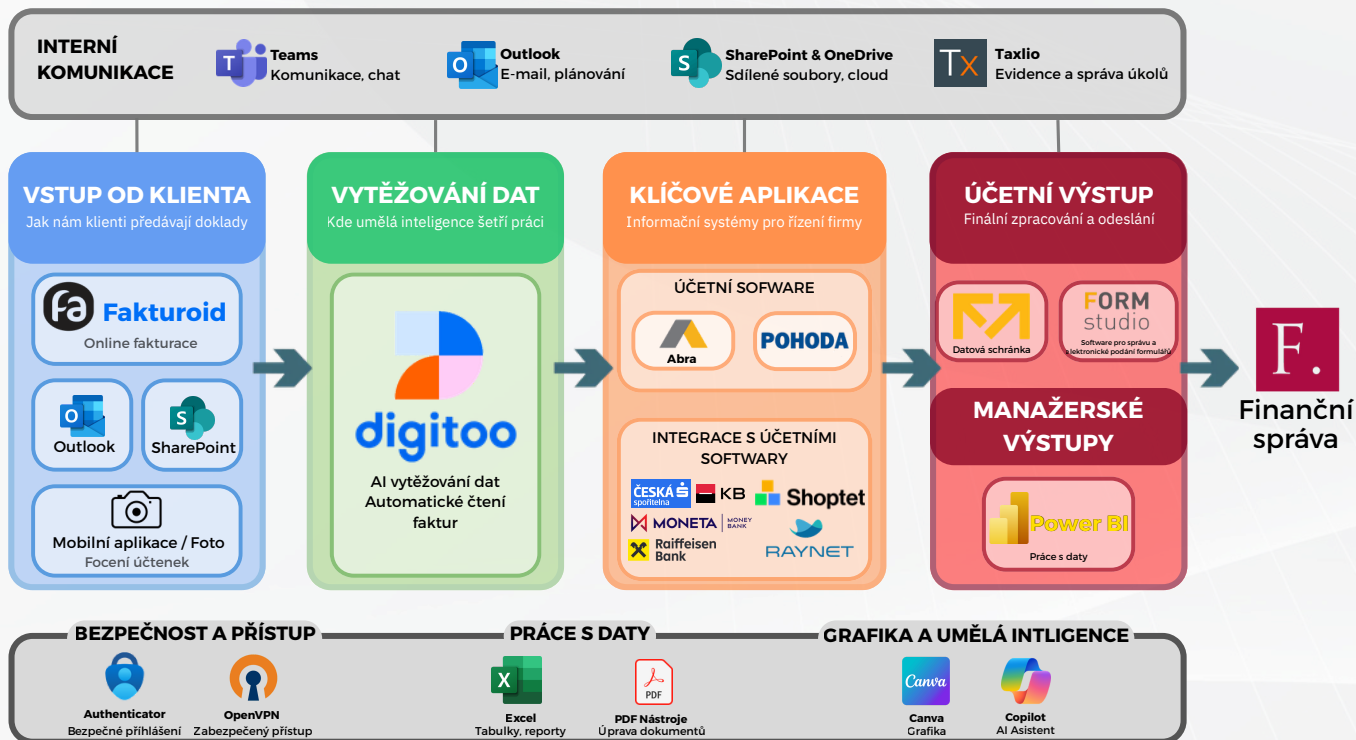 INTERNÍ
KOMUNIKACE
Teams
Komunikace, chat
Outlook
E-mail, plánování
SharePoint & OneDrive
Sdílené soubory, cloud
Tx
Taxlio
Evidence a správa úkolů
VSTUP OD KLIENTA
Jak nám klienti předávají doklady
Fakturoid
Online fakturace
Outlook
SharePoint
Mobilní aplikace / Foto
Focení účtenek
VYTĚŽOVÁNÍ DAT
Kde umělá inteligence šetří práci
digitoo
AI vytěžování dat
Automatické čtení
faktur
KLÍČOVÉ APLIKACE
Informační systémy pro řízení firmy
ÚČETNÍ SOFWARE
Abra
POHODA
INTEGRACE S ÚČETNÍMI
SOFTWARY
ČESKÁ
spořitelna
KB
Shoptet
MONETA
MONEY
BANK
Raiffeisen
Bank
RAYNET
ÚČETNÍ VÝSTUP
Finální zpracování a odeslání
Datová schránka
FORM
studio
Software pro správu a
elektronické podání formulářů
MANAŽERSKÉ
VÝSTUPY
Power BI
Práce s daty
F.
Finanční
správa
BEZPEČNOST A PŘÍSTUP
Authenticator
Bezpečné příhlášení
OpenVPN
Zabezpečený přístup
PRÁCE S DATY
Excel
Tabulky, reporty
PDF
PDF Nástroje
Úprava dokumentů
GRAFIKA A UMĚLÁ INTLIGENCE
Canva
Canva
Grafika
Copilot
AI Asistent